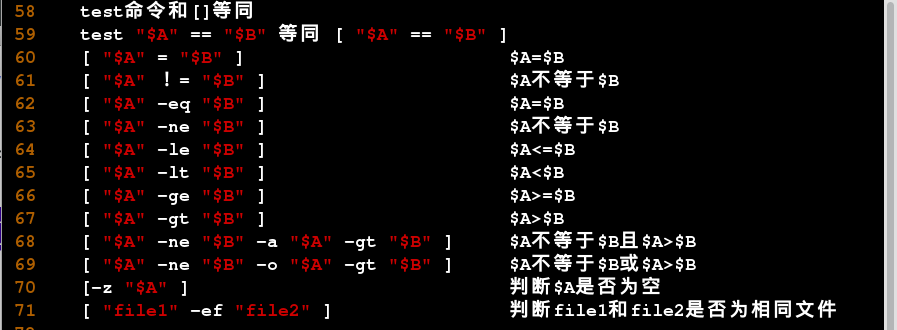 58 test命令和[]等同
59 test "$A" == "$B" 等同 [ "$A" == "$B" ]
60 [ "$A" = "$B" ] $A=$B
61 [ "$A" ！= "$B" ] $A不等于$B
62 [ "$A" -eq "$B" ] $A=$B
63 [ "$A" -ne "$B" ] $A不等于$B
64 [ "$A" -le "$B" ] $A<=$B
65 [ "$A" -lt "$B" ] $A<$B
66 [ "$A" -ge "$B" ] $A>=$B
67 [ "$A" -gt "$B" ] $A>$B
68 [ "$A" -ne "$B" -a "$A" -gt "$B" ] $A不等于$B且$A>$B
69 [ "$A" -ne "$B" -o "$A" -gt "$B" ] $A不等于$B或$A>$B
70 [-z "$A" ] 判断$A是否为空
71 [ "file1" -ef "file2" ] 判断file1和file2是否为相同文件